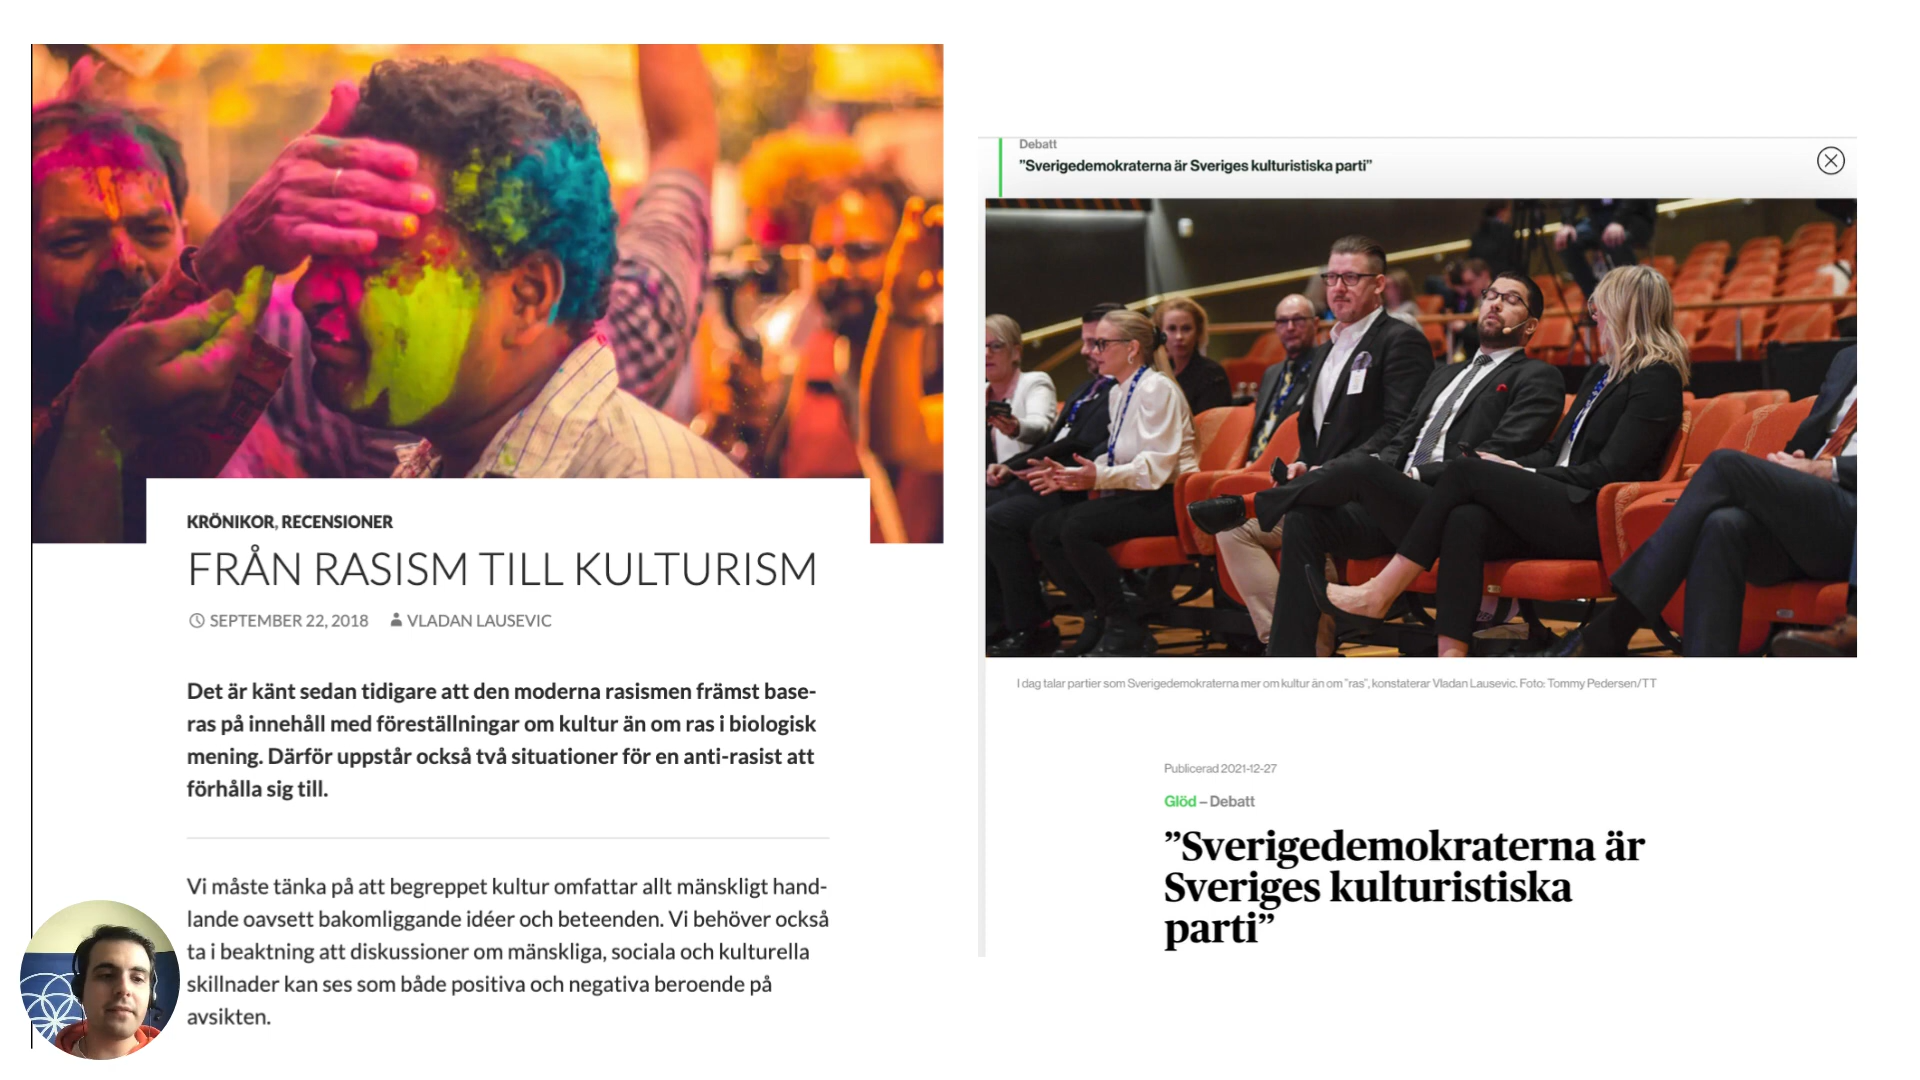 KRÖNIKOR, RECENSIONER
FRÅN RASISM TILL KULTURISM
SEPTEMBER 22, 2018 VLADAN LAUSEVIC
Det är känt sedan tidigare att den moderna rasismen främst base-
ras på innehåll med föreställningar om kultur än om ras i biologisk
mening. Därför uppstår också två situationer för en anti-rasist att
förhålla sig till.
Vi måste tänka på att begreppet kultur omfattar allt mänskligt hand-
lande oavsett bakomliggande idéer och beteenden. Vi behöver också
ta i beaktning att diskussioner om mänskliga, sociala och kulturella
skillnader kan ses som både positiva och negativa beroende på
avsikten.
Debatt
”Sverigedemokraterna är Sveriges kulturistiska parti”
I dag talar partier som Sverigedemokraterna mer om kultur än om ”ras”, konstaterar Vladan Lausevic. Foto: Tommy Pedersen/TT
Publicerad 2021-12-27
Glöd – Debatt
”Sverigedemokraterna är
Sveriges kulturistiska
parti”